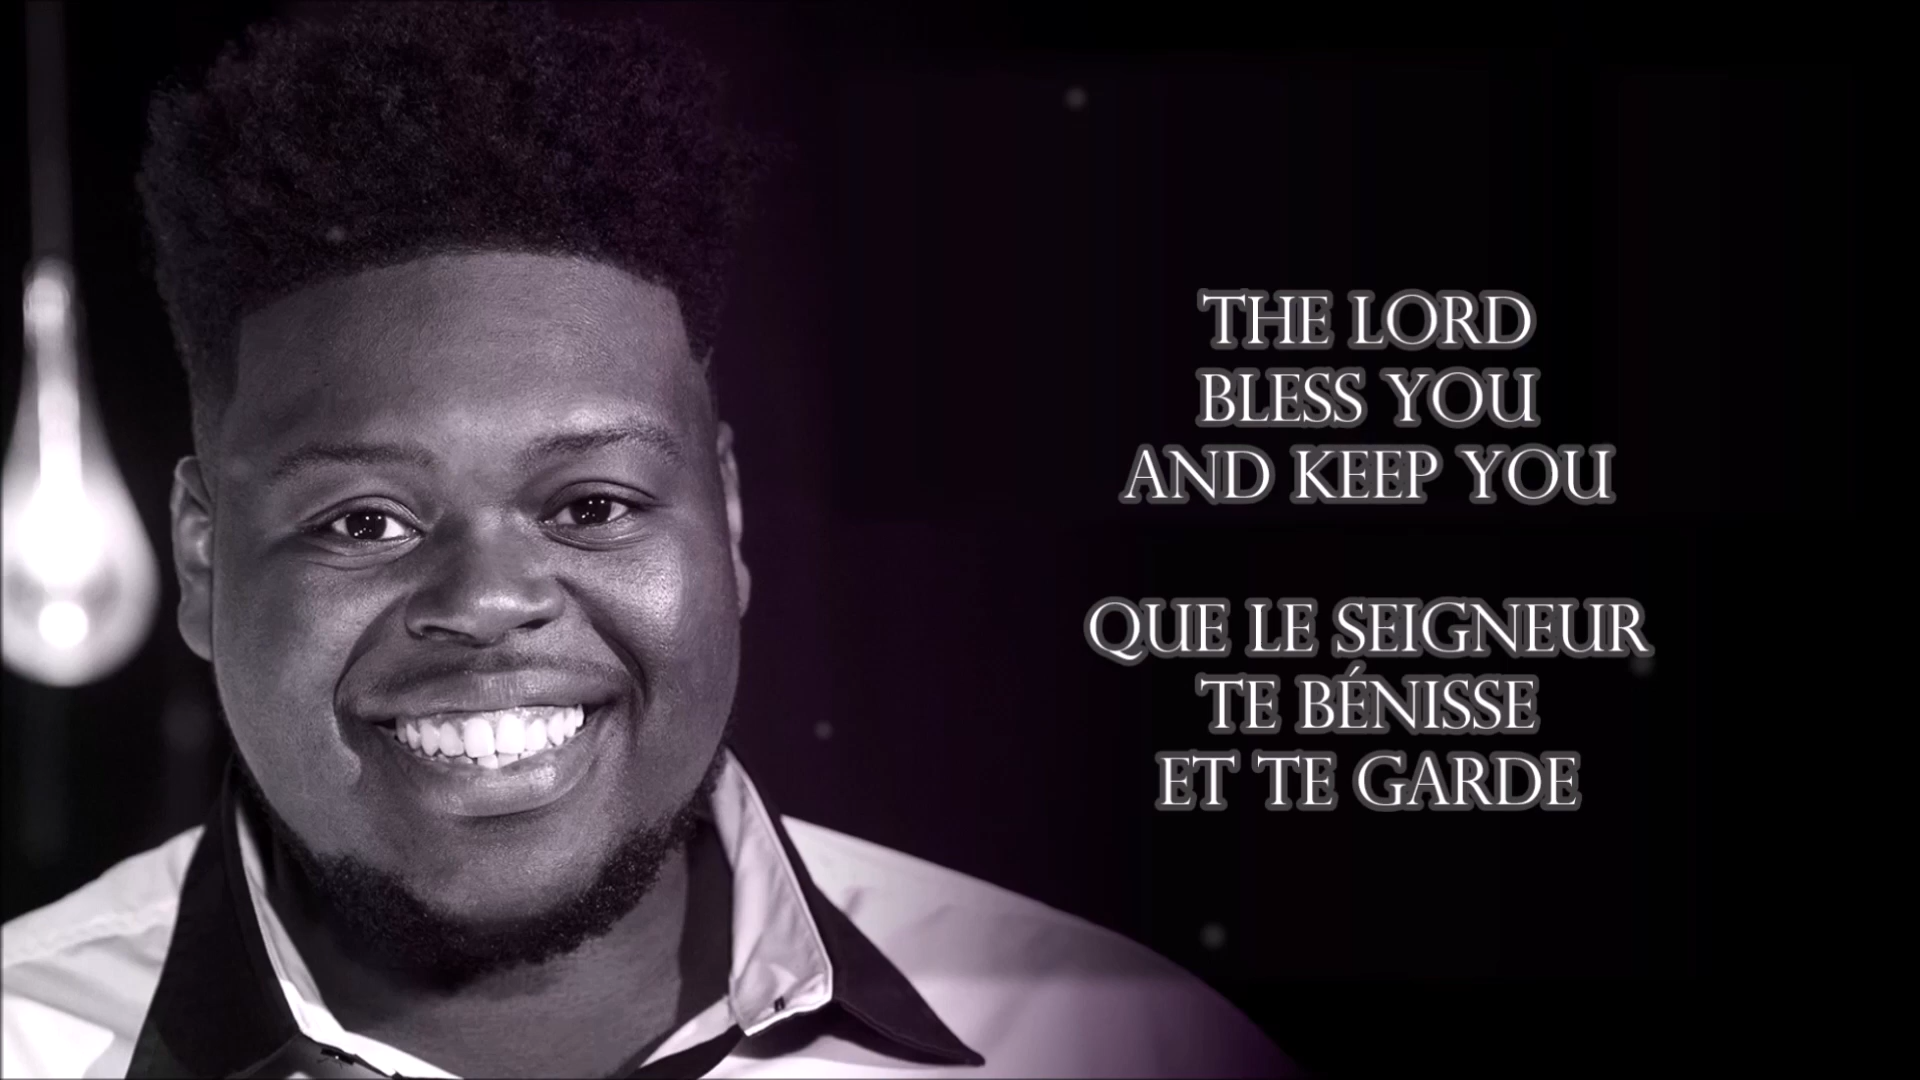 THE LORD
BLESS YOU
AND KEEP YOU
QUE LE SEIGNEUR
TE BÉNISSE
ET TE GARDE